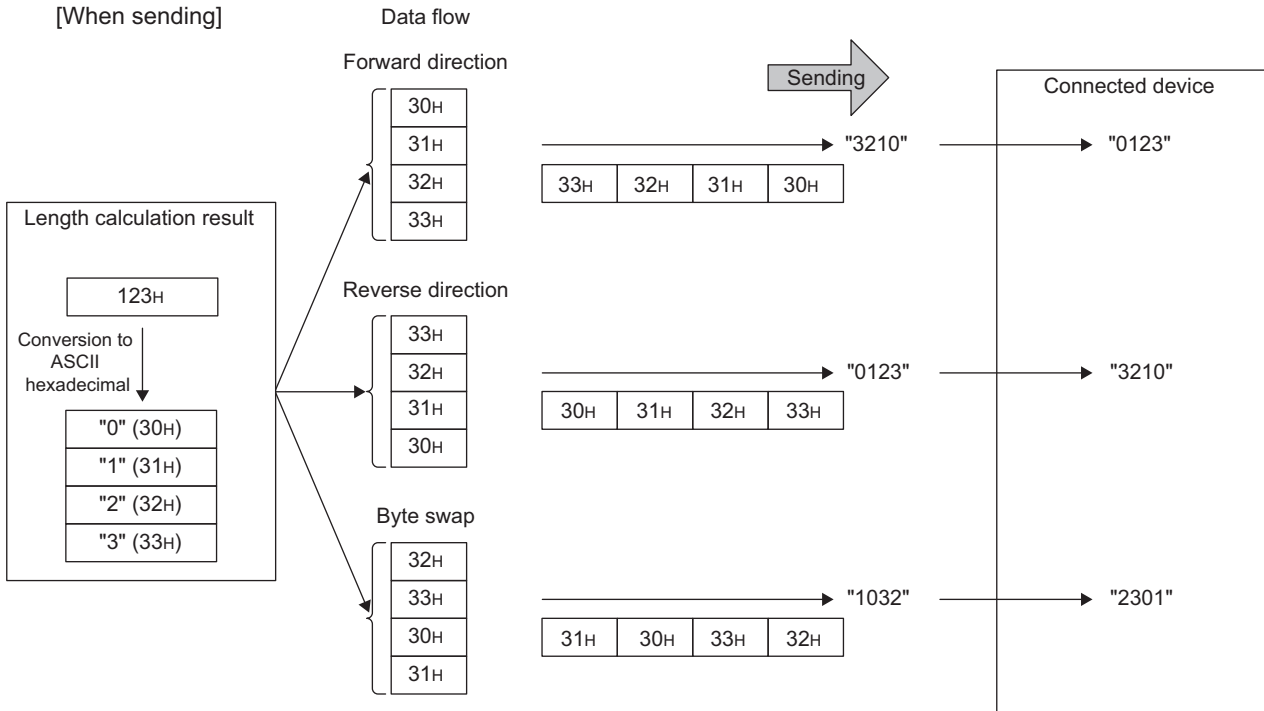 [When sending]
Data flow
Forward direction
Sending
Connected device
30H
31H
32H
33H
"3210"
"0123"
33H 32H 31H 30H
Length calculation result
123H
Conversion to
ASCII
hexadecimal
"0" (30H)
"1" (31H)
"2" (32H)
"3" (33H)
Reverse direction
33H
32H
31H
30H
"0123"
"3210"
30H 31H 32H 33H
Byte swap
32H
33H
30H
31H
"1032"
"2301"
31H 30H 33H 32H